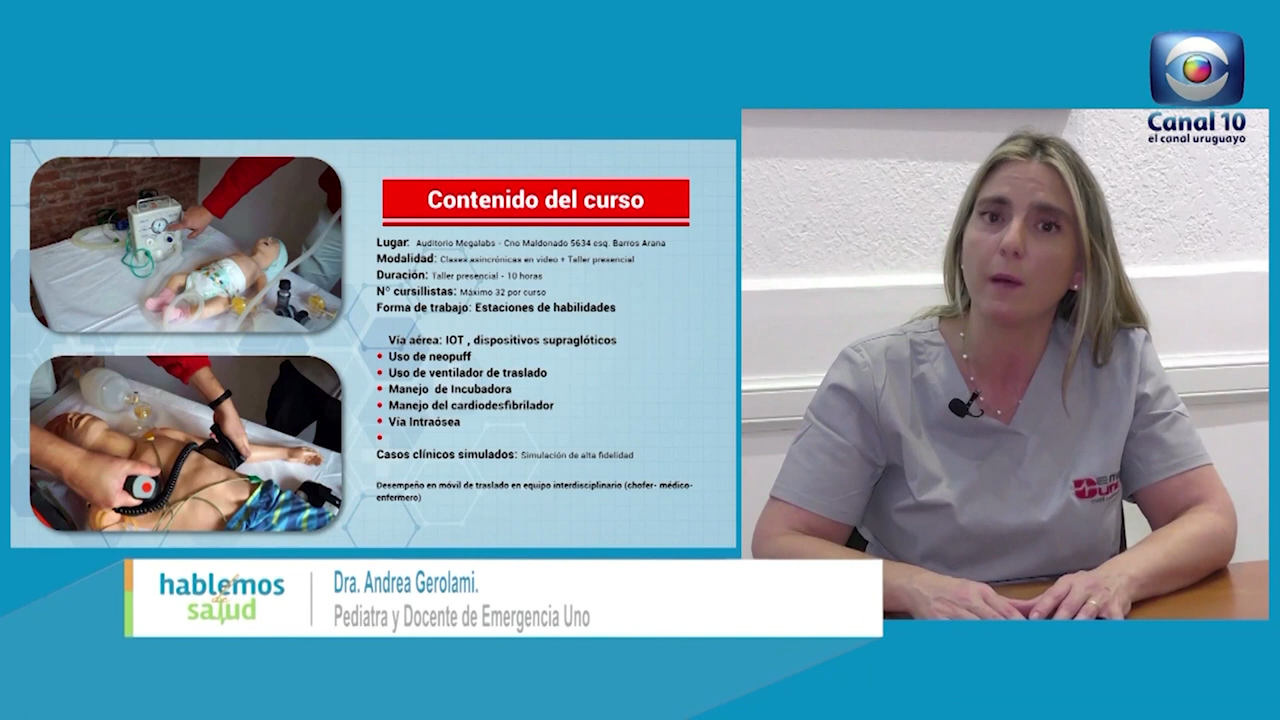 Canal 10
el canal uruguayo
Contenido del curso
Lugar: Auditorio Megalabs - Cno Maldonado 5634 esq. Barros Arana
Modalidad: Clases asincrónicas en video + Taller presencial
Duración: Taller presencial - 10 horas
N° cursillistas: Máximo 32 por curso
Forma de trabajo: Estaciones de habilidades
Vía aérea: IOT , dispositivos supraglóticos
• Uso de neopuff
• Uso de ventilador de traslado
• Manejo de Incubadora
• Manejo del cardiodesfibrilador
• Vía Intraósea
•
Casos clínicos simulados: Simulación de alta fidelidad
Desempeño en móvil de traslado en equipo interdisciplinario (chofer- médico-
enfermero)
hablemos
de
salud
Dra. Andrea Gerolami.
Pediatra y Docente de Emergencia Uno